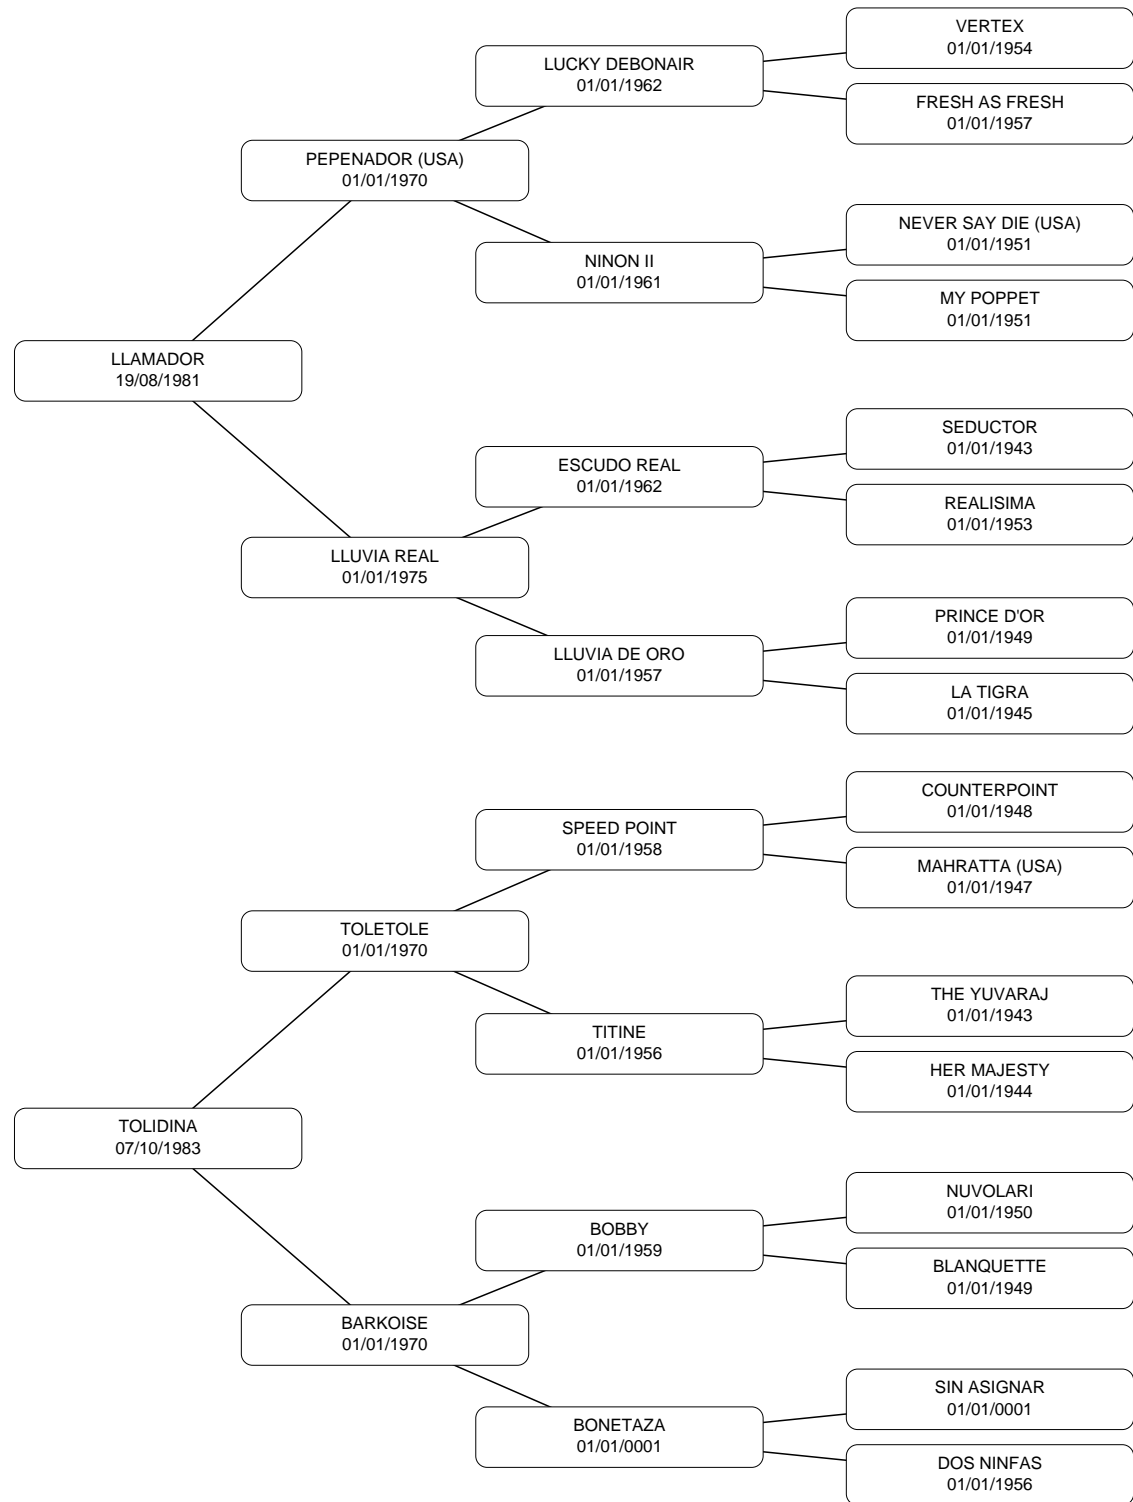 VERTEX
01/01/1954
LUCKY DEBONAIR
01/01/1962
FRESH AS FRESH
01/01/1957
PEPENADOR (USA)
01/01/1970
NEVER SAY DIE (USA)
01/01/1951
NINON II
01/01/1961
MY POPPET
01/01/1951
LLAMADOR
19/08/1981
SEDUCTOR
01/01/1943
ESCUDO REAL
01/01/1962
REALISIMA
01/01/1953
LLUVIA REAL
01/01/1975
PRINCE D'OR
01/01/1949
LLUVIA DE ORO
01/01/1957
LA TIGRA
01/01/1945
COUNTERPOINT
01/01/1948
SPEED POINT
01/01/1958
MAHRATTA (USA)
01/01/1947
TOLETOLE
01/01/1970
THE YUVARAJ
01/01/1943
TITINE
01/01/1956
HER MAJESTY
01/01/1944
TOLIDINA
07/10/1983
NUVOLARI
01/01/1950
BOBBY
01/01/1959
BLANQUETTE
01/01/1949
BARKOISE
01/01/1970
SIN ASIGNAR
01/01/0001
BONETAZA
01/01/0001
DOS NINFAS
01/01/1956